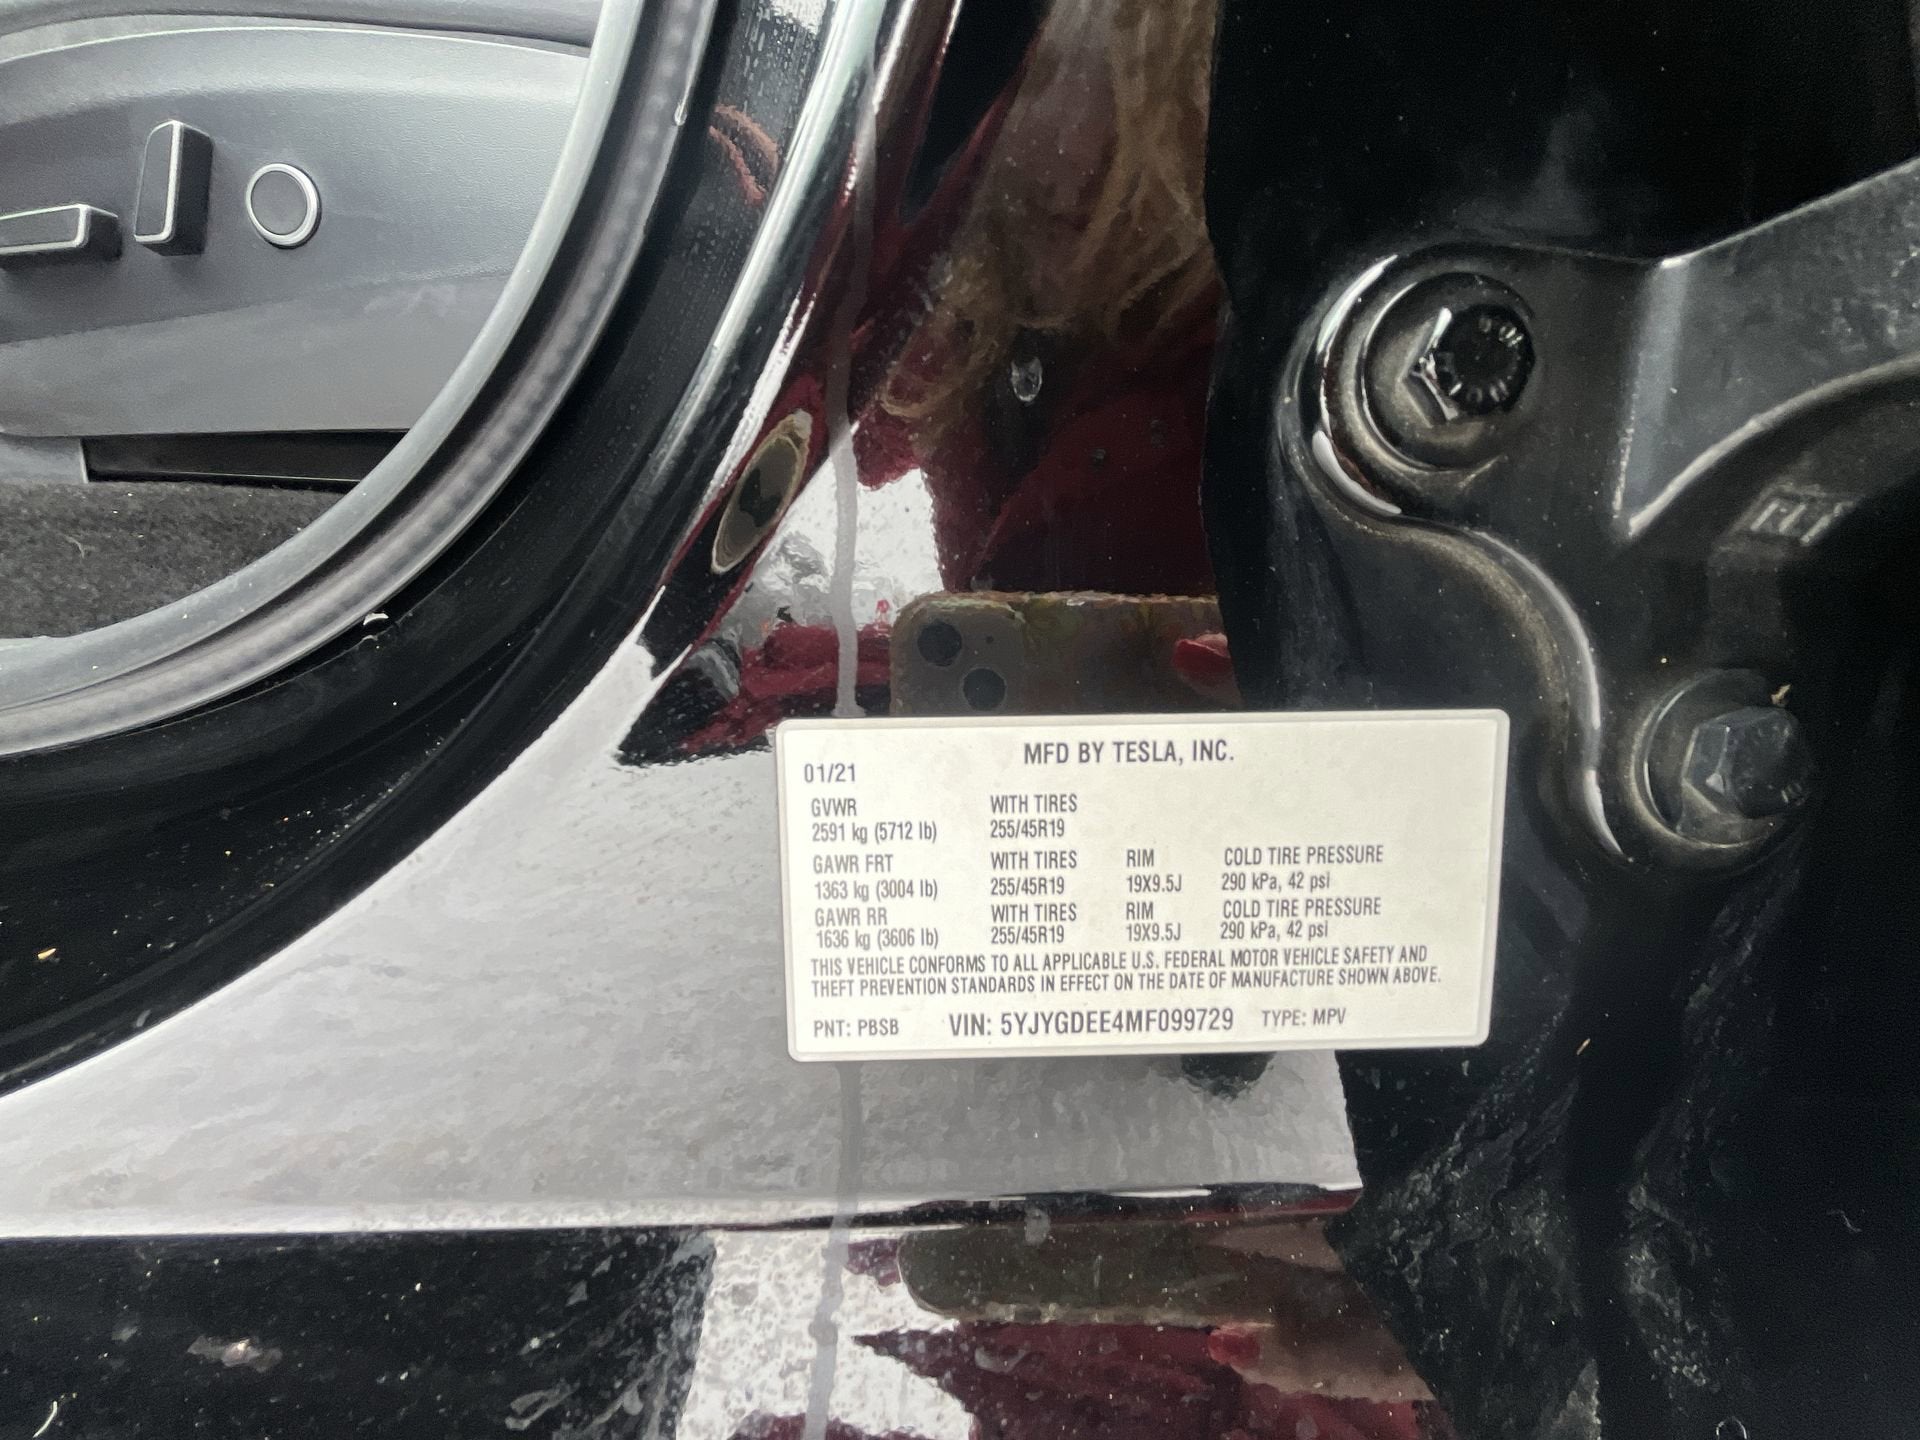 MFD BY TESLA, INC.
01/21
GVWR WITH TIRES
2591 kg (5712 lb) 255/45R19
GAWR FRT WITH TIRES RIM COLD TIRE PRESSURE
1363 kg (3004 lb) 255/45R19 19X9.5J 290 kPa, 42 psi
GAWR RR WITH TIRES RIM COLD TIRE PRESSURE
1636 kg (3606 lb) 255/45R19 19X9.5J 290 kPa, 42 psi
THIS VEHICLE CONFORMS TO ALL APPLICABLE U.S. FEDERAL MOTOR VEHICLE SAFETY AND
THEFT PREVENTION STANDARDS IN EFFECT ON THE DATE OF MANUFACTURE SHOWN ABOVE.
PNT: PBSB VIN: 5YJYGDEE4MF099729 TYPE: MPV